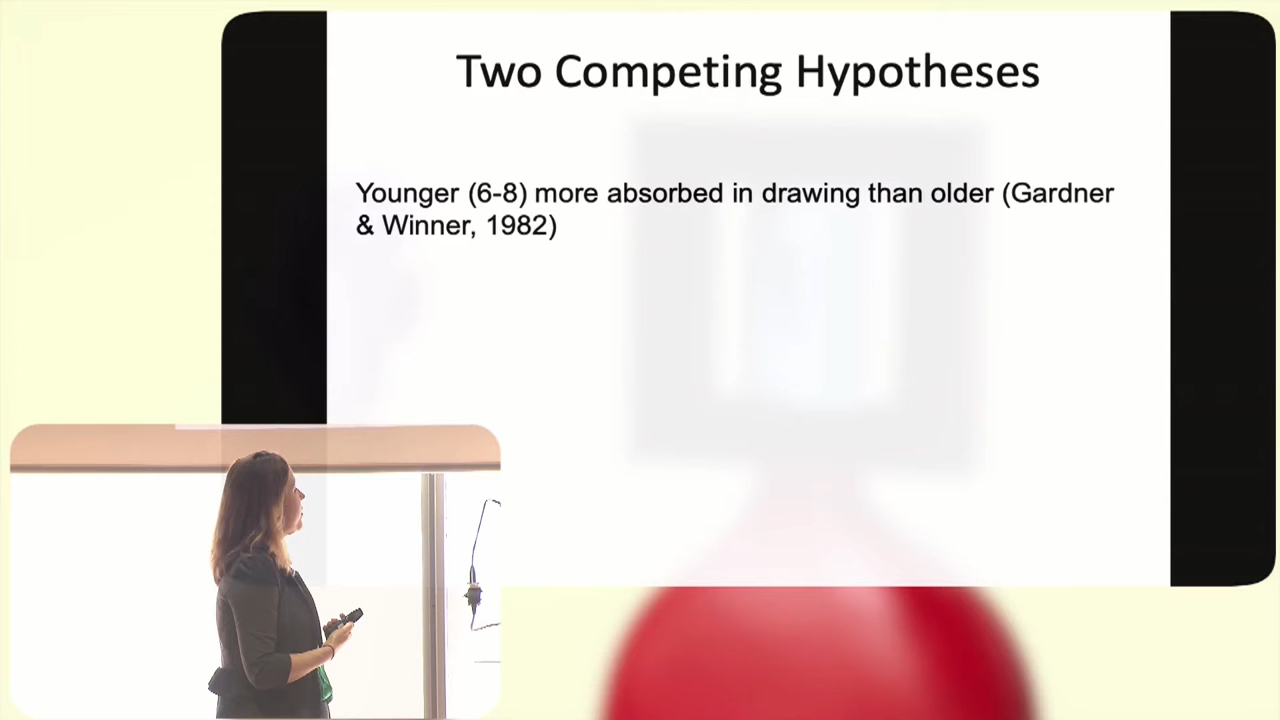 Two Competing Hypotheses
Younger (6-8) more absorbed in drawing than older (Gardner
& Winner, 1982)